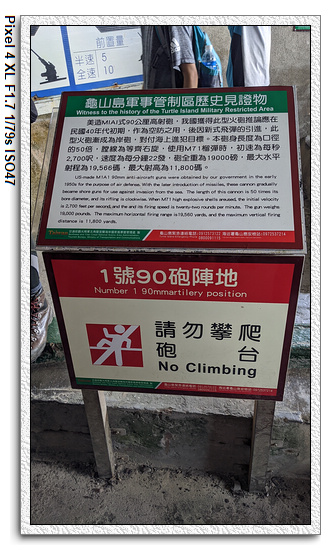 Pixel 4 XL F1.7 1/79s ISO47
前置量
半速 5
全速 10
龜山島軍事管制區歷史見證物
Witness to the history of the Turtle Island Military Restricted Area
美造M1A1式90公厘高射砲,我國獲得此型火砲推論應在
民國40年代初期,作為空防之用,後因新式飛彈的引進,此
型火砲漸成為岸砲,對付海上進犯目標。本砲身長度為口徑
的50倍,膛線為等齊右旋,使用M71榴彈時,初速為每秒
2,700呎,速度為每分鐘22發,砲全重為19000磅,最大水平
射程為19,566碼,最大射高為11,800碼。
US-made M1A1 90mm anti-aircraft guns were obtained by our government in the early
1950s for the purpose of air defense. With the later introduction of missiles, these cannon gradually
became shore guns for use against invasion from the sea. The length of this cannon is 50 times its
bore diameter, and its rifling is clockwise. When M71 high explosive shells are used, the initial velocity
is 2,700 feet per second, and the and its firing speed is twenty-two rounds per minute. The gun weighs
19,000 pounds. The maximum horizontal firing range is 19,560 yards, and the maximum vertical firing
distance is 11,800 yards.
1號90砲陣地
Number 1 90mmartilery position
請勿攀爬
砲台
No Climbing